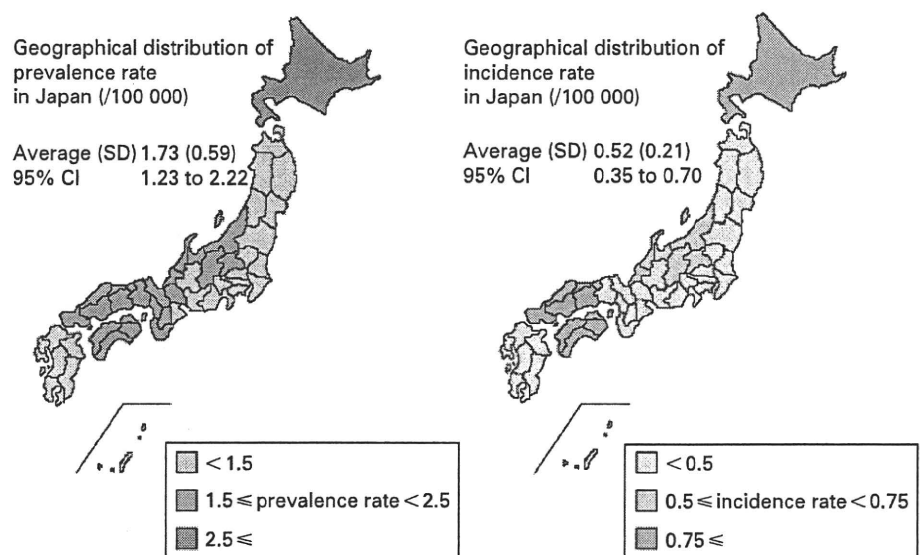 Geographical distribution of
prevalence rate
in Japan (/100 000)
Average (SD) 1.73 (0.59)
95% CI 1.23 to 2.22
<1.5
1.5≤prevalence rate<2.5
2.5≤
Geographical distribution of
incidence rate
in Japan (/100 000)
Average (SD) 0.52 (0.21)
95% CI 0.35 to 0.70
<0.5
0.5≤incidence rate<0.75
0.75≤